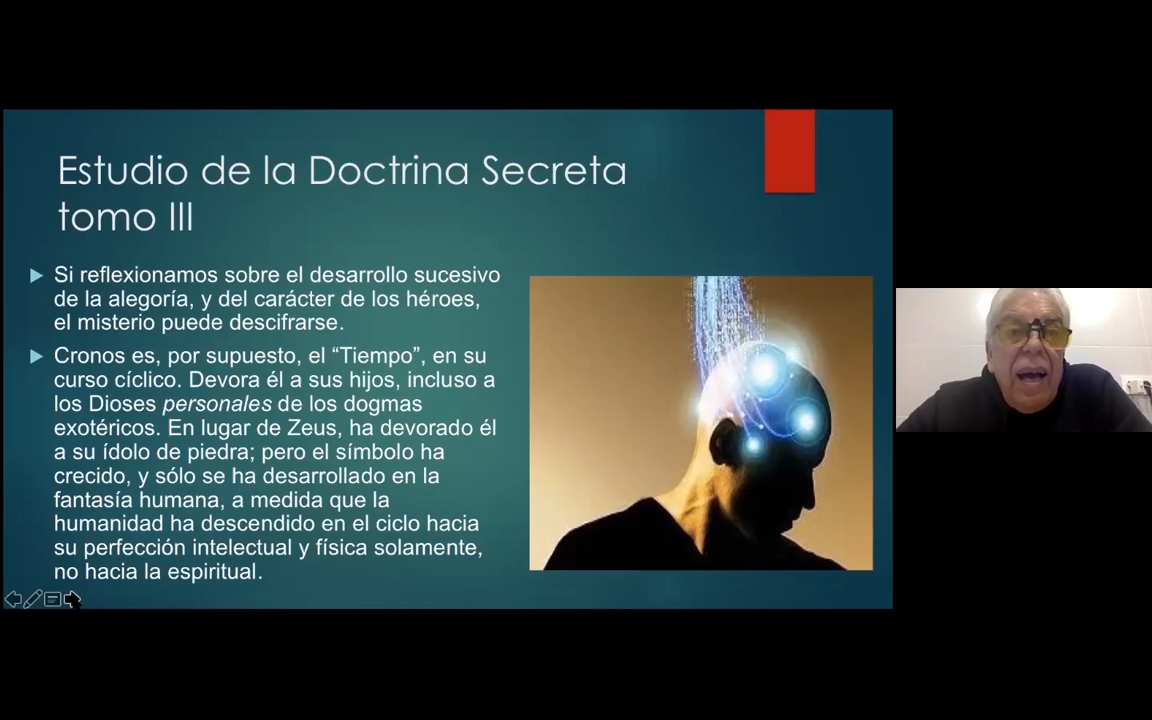 Estudio de la Doctrina Secreta
tomo III
Si reflexionamos sobre el desarrollo sucesivo
de la alegoría, y del carácter de los héroes,
el misterio puede descifrarse.
Cronos es, por supuesto, el “Tiempo”, en su
curso cíclico. Devora él a sus hijos, incluso a
los Dioses personales de los dogmas
exotéricos. En lugar de Zeus, ha devorado él
a su ídolo de piedra; pero el símbolo ha
crecido, y sólo se ha desarrollado en la
fantasía humana, a medida que la
humanidad ha descendido en el ciclo hacia
su perfección intelectual y física solamente,
no hacia la espiritual.